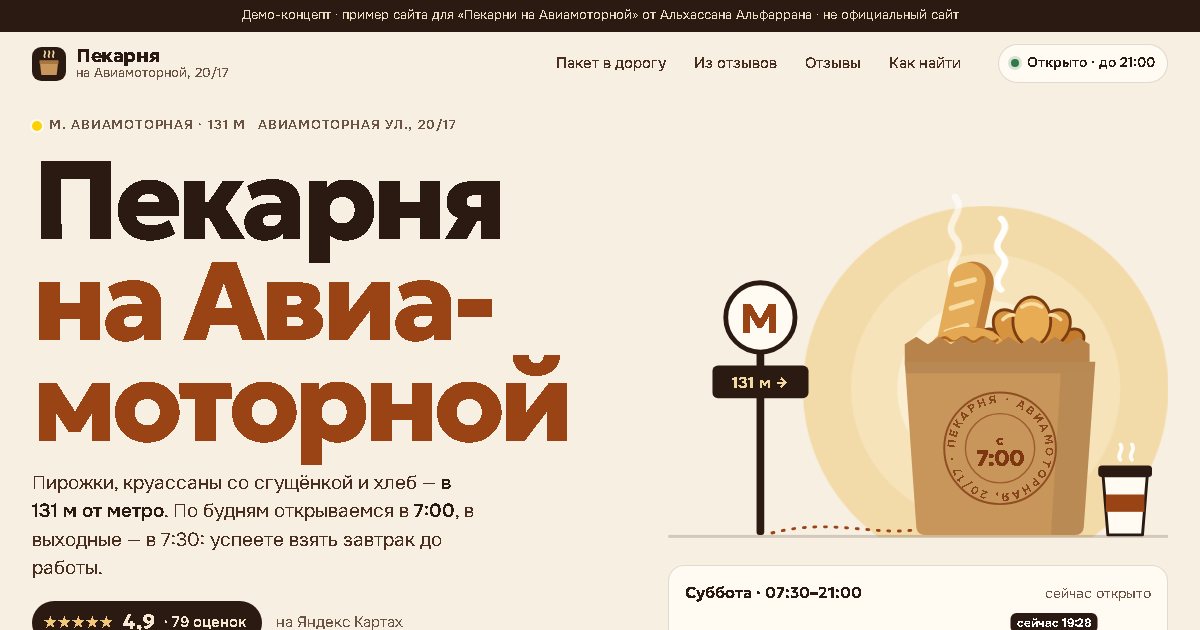 Демо-концепт · пример сайта для «Пекарни на Авиамоторной» от Альхассана Альфаррана · не официальный сайт
Пекарня
на Авиамоторной, 20/17
Пакет в дорогу
Из отзывов
Отзывы
Как найти
Открыто · до 21:00
М. АВИАМОТОРНАЯ · 131 М АВИАМОТОРНАЯ УЛ., 20/17
Пекарня
на Авиа-
моторной
Пирожки, круассаны со сгущёнкой и хлеб — в
131 м от метро. По будням открываемся в 7:00, в
выходные — в 7:30: успеете взять завтрак до
работы.
★★★★★ 4,9 · 79 оценок
на Яндекс Картах
М
131 м →
ПЕКАРНЯ · АВИАМОТОРНАЯ, 20/17 ·
с
7:00
Суббота · 07:30–21:00
сейчас открыто
сейчас 19:28